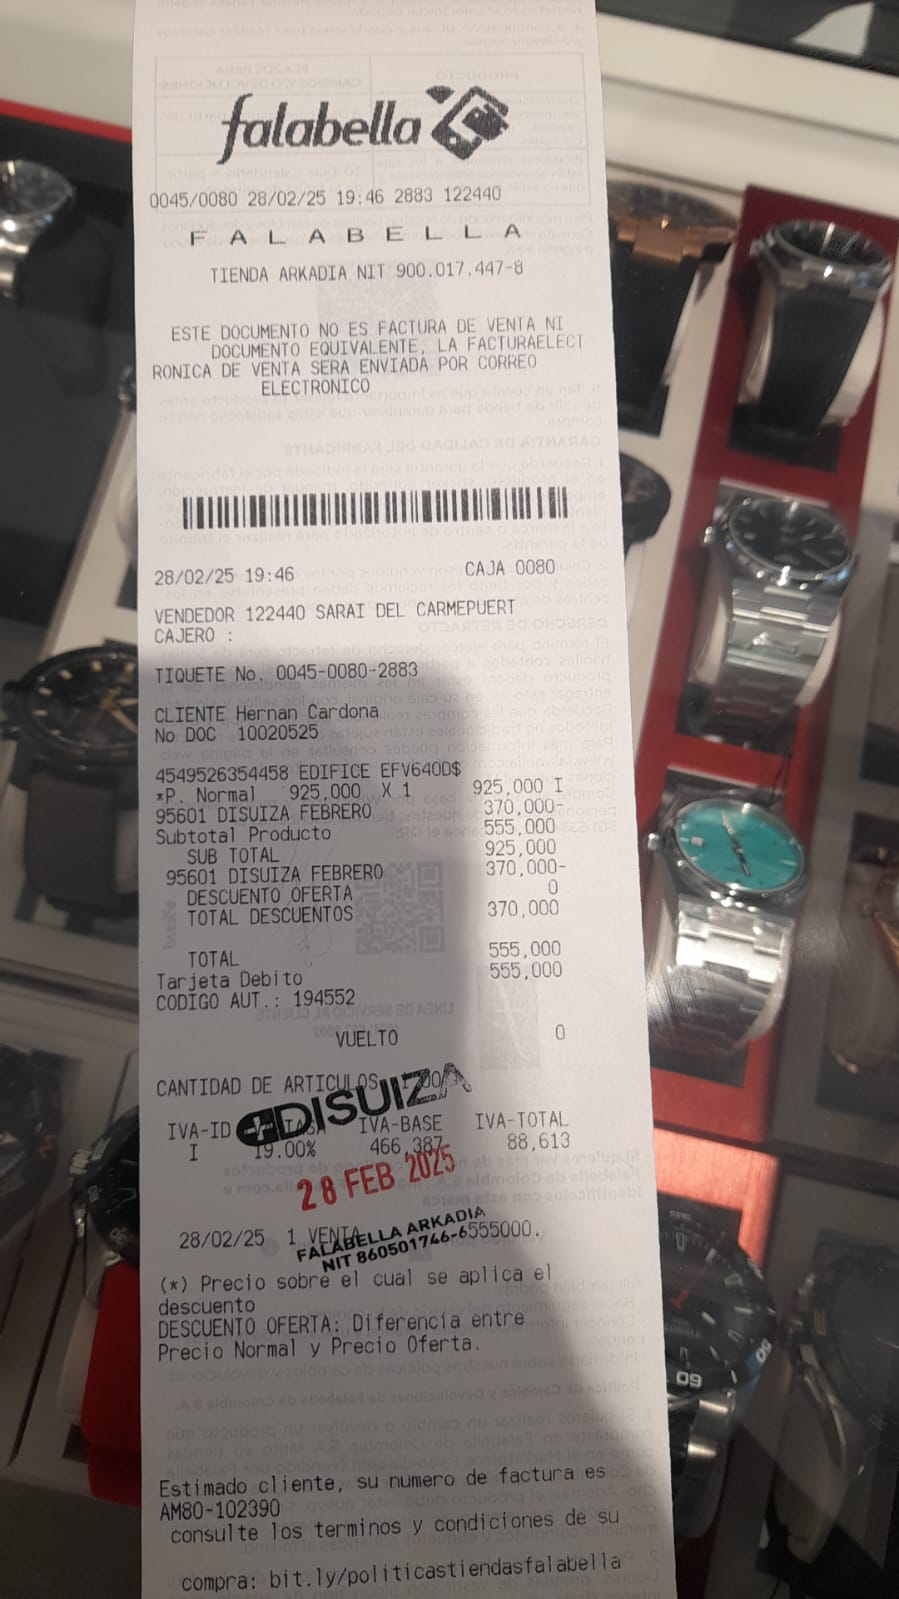 falabella
0045/0080 28/02/25 19:46 2883 122440
F A L A B E L L A
TIENDA ARKADIA NIT 900.017.447-8
ESTE DOCUMENTO NO ES FACTURA DE VENTA NI
DOCUMENTO EQUIVALENTE, LA FACTURAELECT
RONICA DE VENTA SERA ENVIADA POR CORREO
ELECTRONICO
28/02/25 19:46 CAJA 0080
VENDEDOR 122440 SARAI DEL CARMEPUERT
CAJERO :
TIQUETE No. 0045-0080-2883
CLIENTE Hernan Cardona
No DOC 10020525
4549526354458 EDIFICE EFV640D$
*P. Normal 925,000 X 1 925,000 I
95601 DISUIZA FEBRERO 370,000-
Subtotal Producto 555,000
SUB TOTAL 925,000
95601 DISUIZA FEBRERO 370,000-
DESCUENTO OFERTA 0
TOTAL DESCUENTOS 370,000
TOTAL 555,000
Tarjeta Debito 555,000
CODIGO AUT.: 194552
VUELTO 0
CANTIDAD DE ARTICULOS
DISUIZA
IVA-ID IVA-BASE IVA-TOTAL
I 19.00% 466,387 88,613
28 FEB 2025
28/02/25 1 VENTA 555000.
FALABELLA ARKADIA
NIT 860501746-6
(*) Precio sobre el cual se aplica el
descuento
DESCUENTO OFERTA: Diferencia entre
Precio Normal y Precio Oferta.
Estimado cliente, su numero de factura es
AM80-102390
consulte los terminos y condiciones de su
compra: bit.ly/politicastiendasfalabella